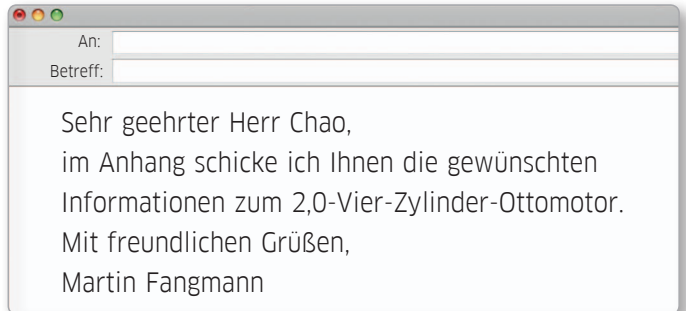 An:
Betreff:
Sehr geehrter Herr Chao,
im Anhang schicke ich Ihnen die gewünschten
Informationen zum 2,0-Vier-Zylinder-Ottomotor.
Mit freundlichen Grüßen,
Martin Fangmann